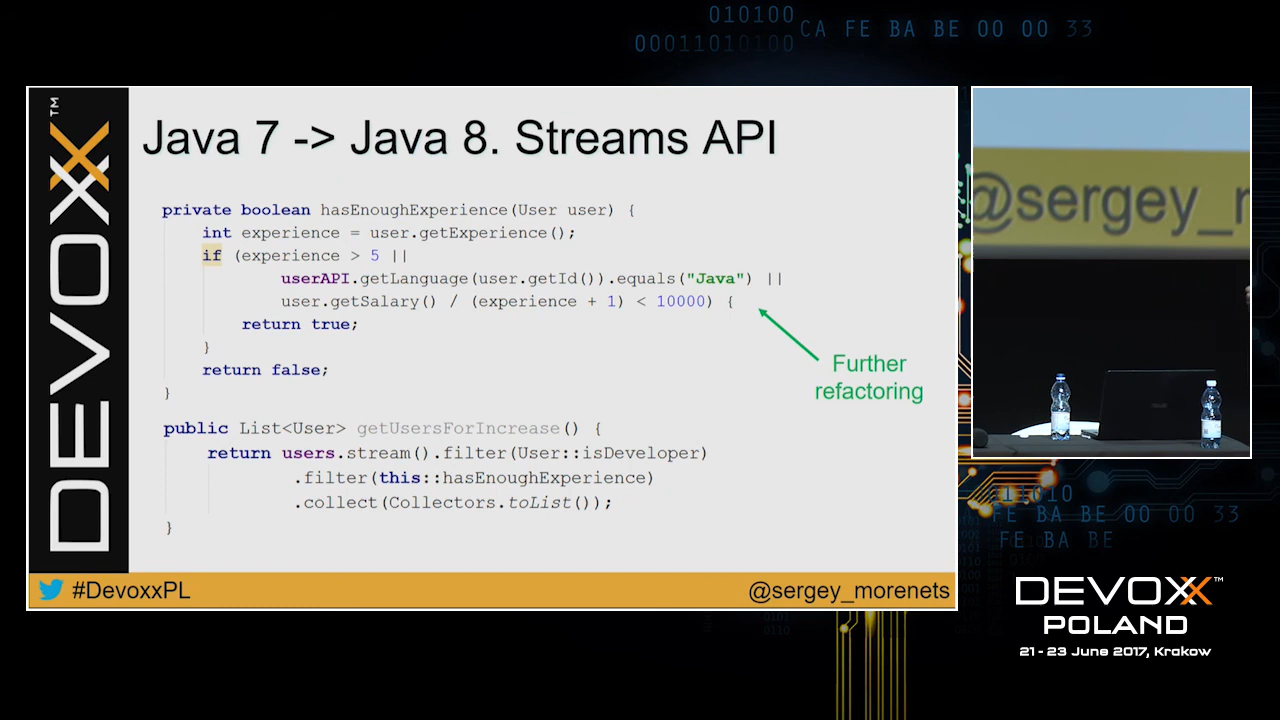 010100
00011010100
CA FE BA BE 00 00 33
DEVOXX™
Java 7 -> Java 8. Streams API
private boolean hasEnoughExperience(User user) {
int experience = user.getExperience();
if (experience > 5 ||
userAPI.getLanguage(user.getId()).equals("Java") ||
user.getSalary() / (experience + 1) < 10000) {
return true;
}
return false;
}
Further
refactoring
public List<User> getUsersForIncrease() {
return users.stream().filter(User::isDeveloper)
.filter(this::hasEnoughExperience)
.collect(Collectors.toList());
}
#DevoxxPL
@sergey_morenets
@sergey_
011010
FE BA BE 00 00 33
FE BA BE
DEVOXX™
POLAND
21 - 23 June 2017, Krakow